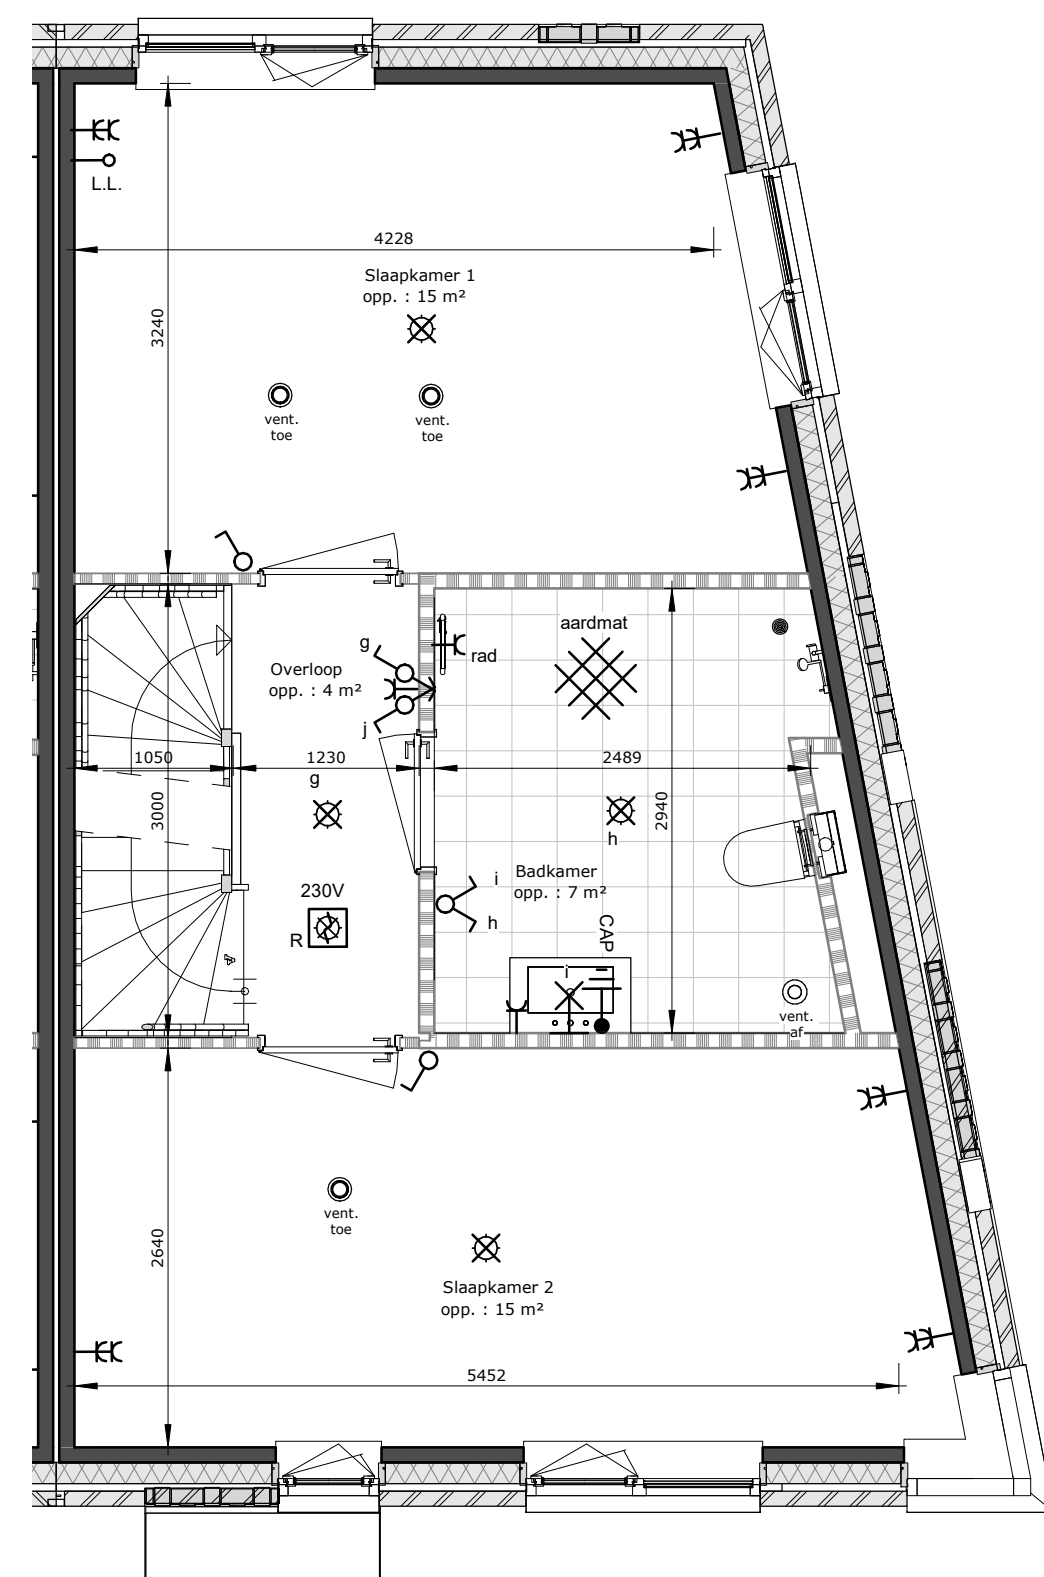 L.L.
4228
Slaapkamer 1
opp. : 15 m²
3240
vent.
toe
vent.
toe
aardmat
g
rad
Overloop
opp. : 4 m²
j
1050
1230
2489
g
3000
2940
h
Badkamer
opp. : 7 m²
i
h
230V
R
CAP
i
A
vent.
af
vent.
toe
2640
Slaapkamer 2
opp. : 15 m²
5452